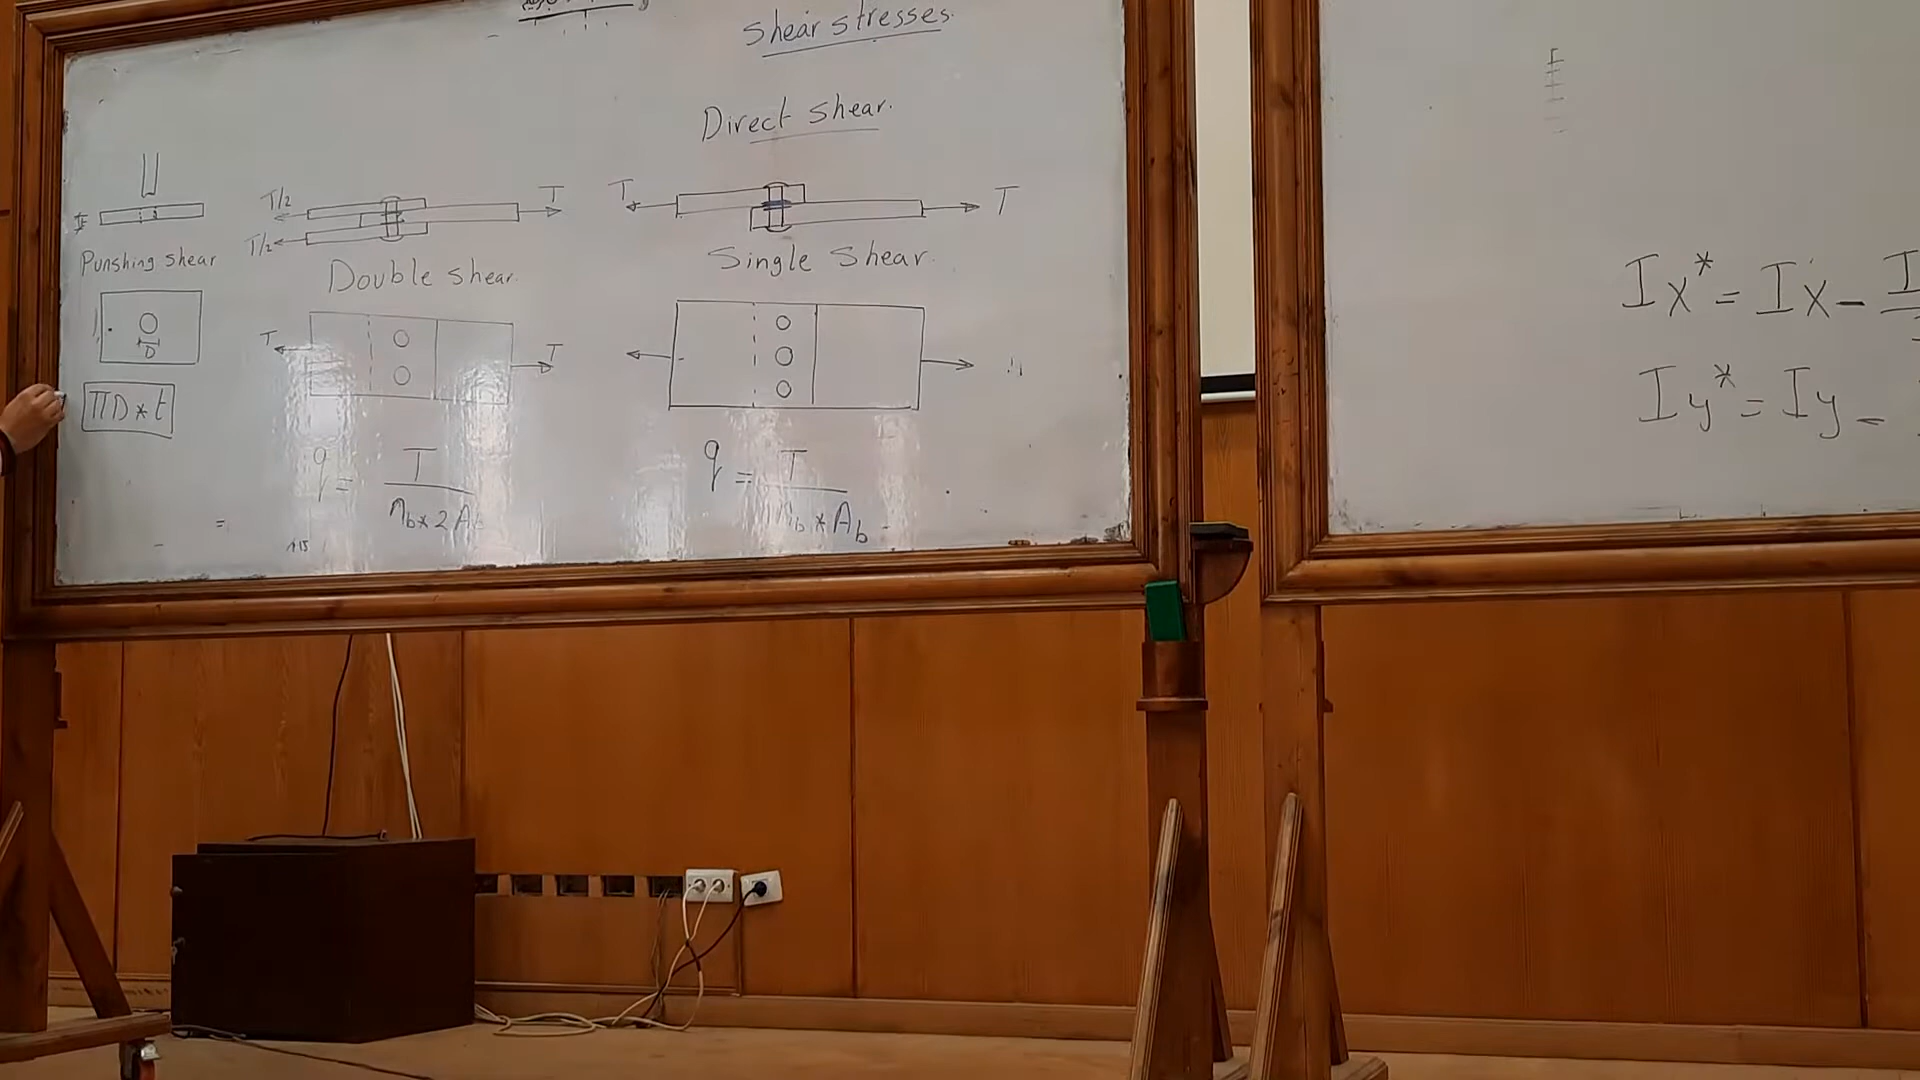 Shear stresses.
Direct shear.
T
T
Single Shear.
q = T / n_b * A_b
T/2
T/2
T
Double shear.
T
T
q = T / n_b * 2 A_b
t
Punshing shear
D
ΠD * t
Ix* = Ix -
Iy* = Iy -